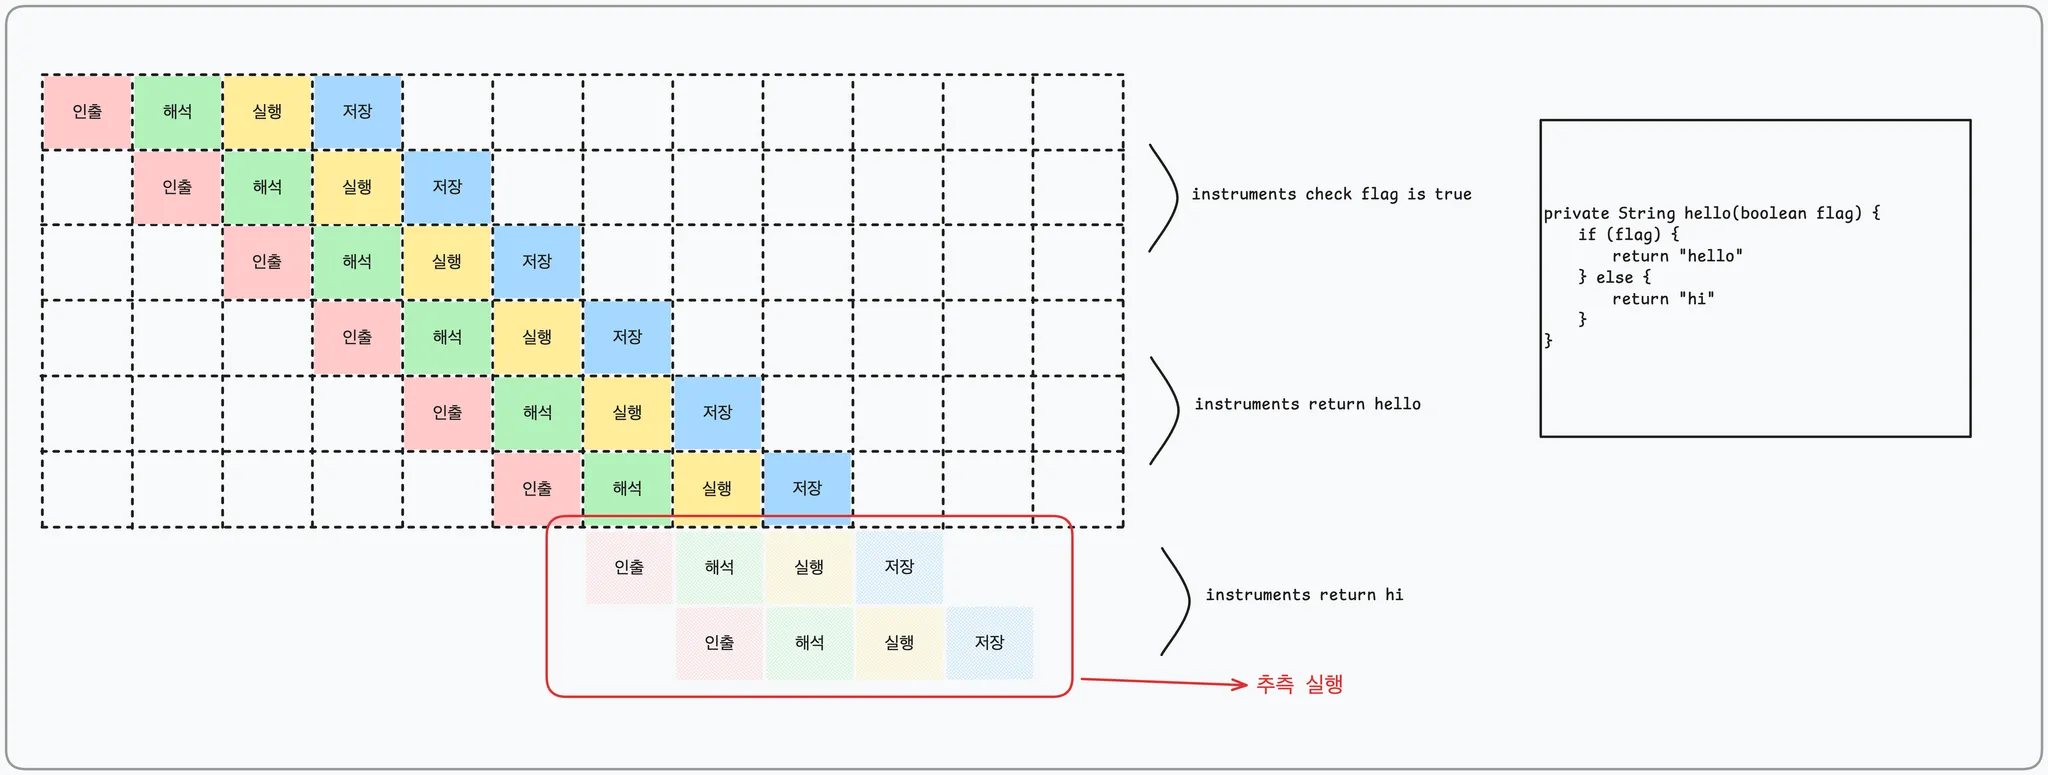 인출 해석 실행 저장
인출 해석 실행 저장
instruments check flag is true
인출 해석 실행 저장
인출 해석 실행 저장
인출 해석 실행 저장
instruments return hello
인출 해석 실행 저장
인출 해석 실행 저장
instruments return hi
인출 해석 실행 저장
추측 실행
private String hello(boolean flag) {
    if (flag) {
        return "hello"
    } else {
        return "hi"
    }
}